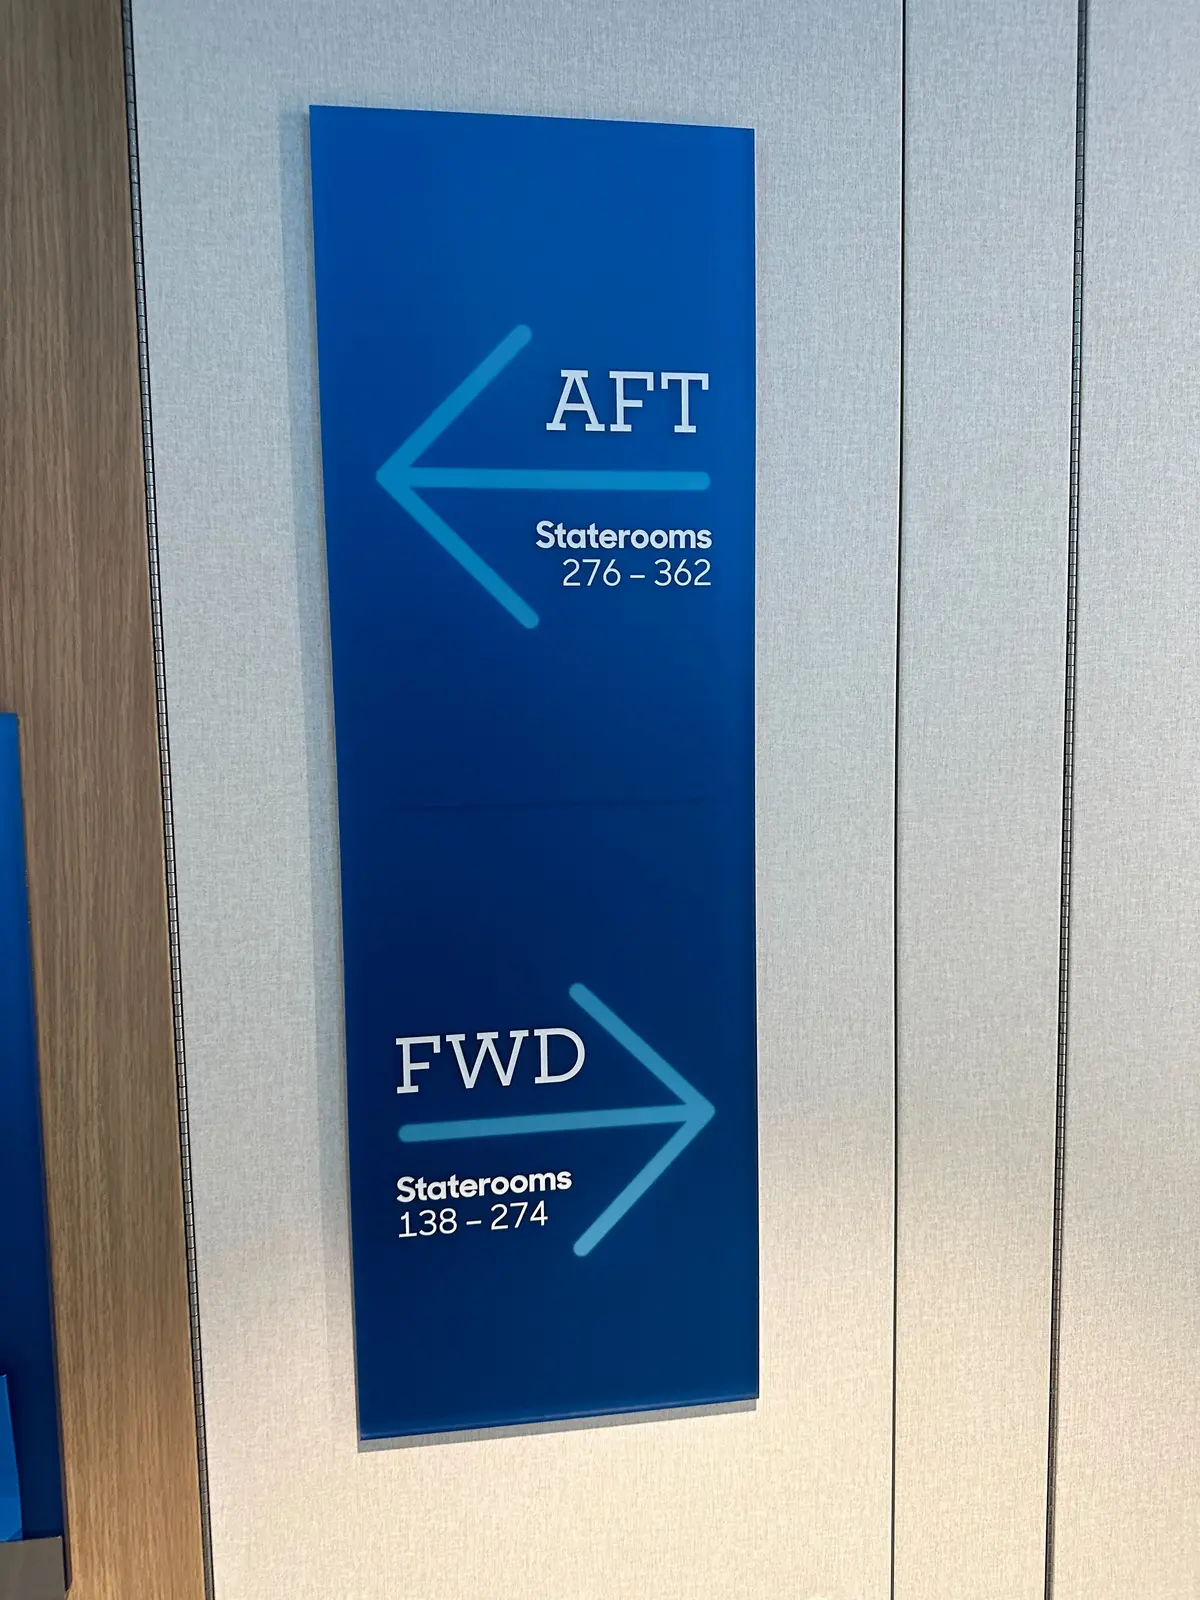 AFT
Staterooms
276 – 362
FWD
Staterooms
138 – 274